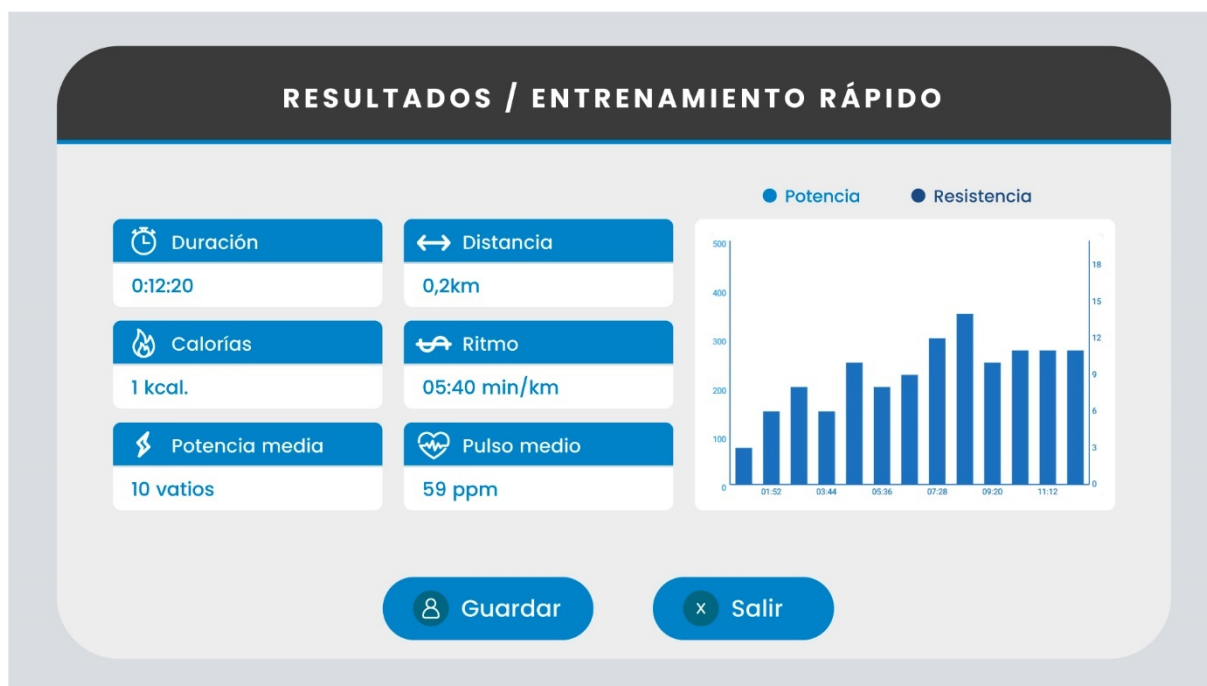 RESULTADOS / ENTRENAMIENTO RÁPIDO
Duración
0:12:20
Distancia
0,2km
Calorías
1 kcal.
Ritmo
05:40 min/km
Potencia media
10 vatios
Pulso medio
59 ppm
Potencia Resistencia
500
400
300
200
100
0
18
15
12
9
6
3
0
01:52 03:44 05:36 07:28 09:20 11:12
Guardar
x Salir